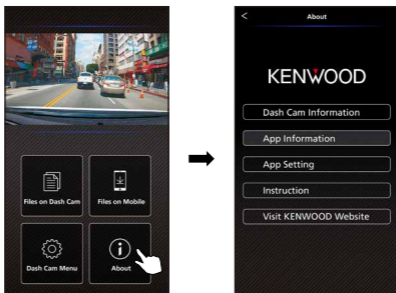 Files on Dash Cam
Files on Mobile
Dash Cam Menu
About
<
About
KENWOOD
Dash Cam Information
App Information
App Setting
Instruction
Visit KENWOOD Website